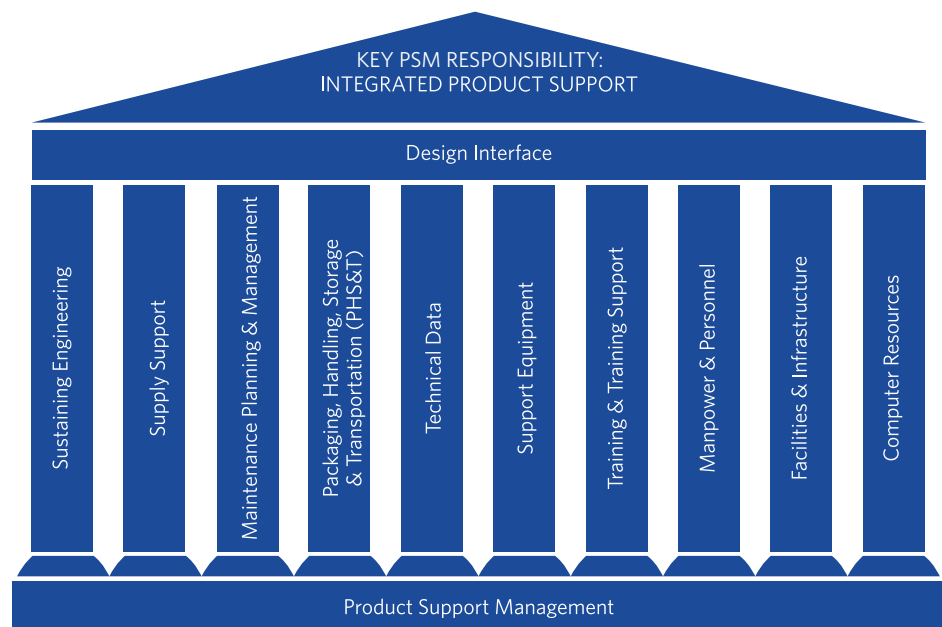 KEY PSM RESPONSIBILITY:
INTEGRATED PRODUCT SUPPORT
Design Interface
Sustaining Engineering
Supply Support
Maintenance Planning & Management
Packaging, Handling, Storage
& Transportation (PHS&T)
Technical Data
Support Equipment
Training & Training Support
Manpower & Personnel
Facilities & Infrastructure
Computer Resources
Product Support Management